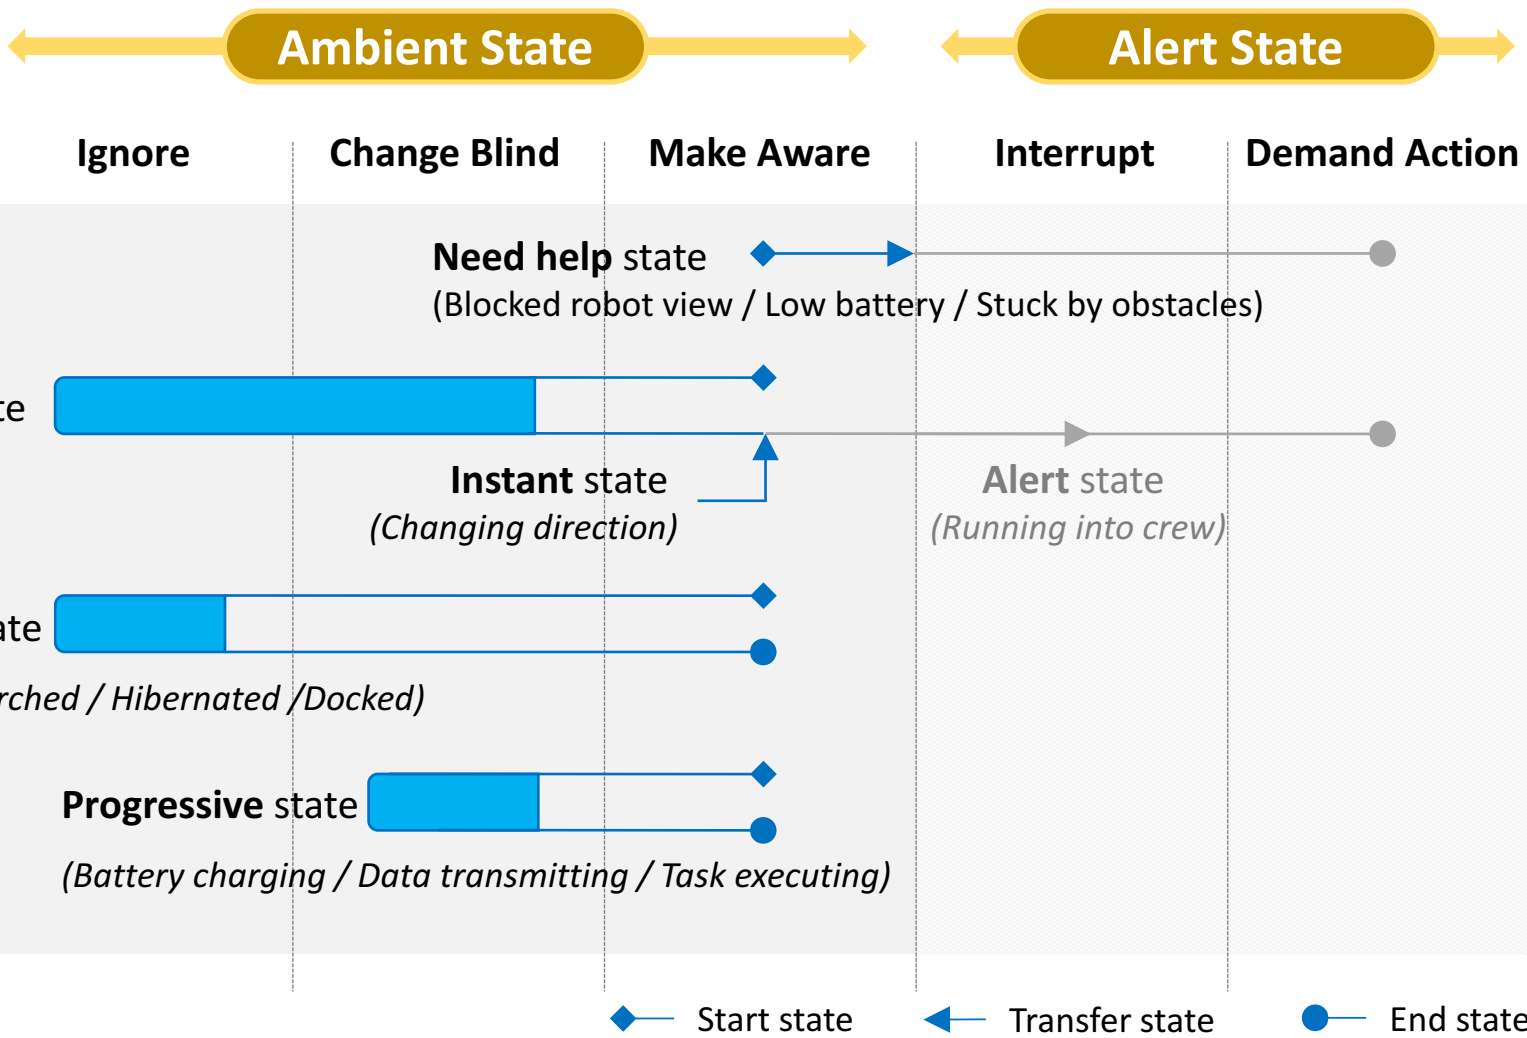 Ambient State
Alert State
Ignore
Change Blind
Make Aware
Interrupt
Demand Action
Need help state
(Blocked robot view / Low battery / Stuck by obstacles)
Instant state
(Changing direction)
Alert state
(Running into crew)
/ Hibernated /Docked)
Progressive state
(Battery charging / Data transmitting / Task executing)
Start state
Transfer state
End state